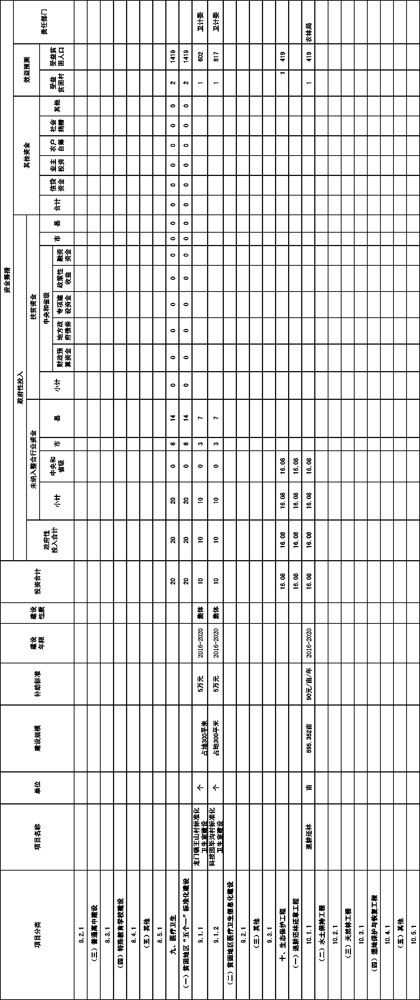 项目分类 项目名称 单位 建设规模 补助标准 建设年限 建设性质 投资合计 资金筹措 效益预测 责任部门
政府性投入 其他资金
政府性投入合计 未纳入整合行业资金 扶贫资金
小计 中央和省级 市 县 小计 中央和省级 市 县 合计 信贷资金 业主投资 农户自筹 社会捐赠 其他 受益贫困村 受益贫困人口
财政预算资金 地方政府债券 专项建设资金 政策性收益 融资资金
8.2.1
（三）普通高中建设
8.3.1
（四）特殊教育学校建设
8.4.1
（五）其他
8.5.1
九、医疗卫生 20 20 20 0 6 14 0 0 0 0 0 0 0 0 0 0 0 0 0 0 2 1419
（一）贫困地区“五个一”标准化建设 20 20 20 0 6 14 0 0 0 0 0 0 0 0 0 0 0 0 0 0 2 1419
9.1.1 龙门镇王山村标准化卫生室建设 个 占地300平米 5万元 2016-2020 集体 10 10 10 0 3 7 1 602 卫计委
9.1.2 科技园毕沟村标准化卫生室建设 个 占地300平米 5万元 2016-2020 集体 10 10 10 0 3 7 1 817 卫计委
（二）贫困地区医疗卫生信息化建设
9.2.1
（三）其他
9.3.1
十、生态保护工程 16.08 16.08 16.08 16.08 1 419
（一）退耕还林还草工程 16.08 16.08 16.08 16.08
10.1.1 退耕还林 亩 595.352亩 90元/亩/年 2016-2020 16.08 16.08 16.08 16.08 1 419 农林局
（二）水土保持工程
10.2.1
（三）天然林工程
10.3.1
（四）湿地保护与恢复工程
10.4.1
（五）其他
10.5.1